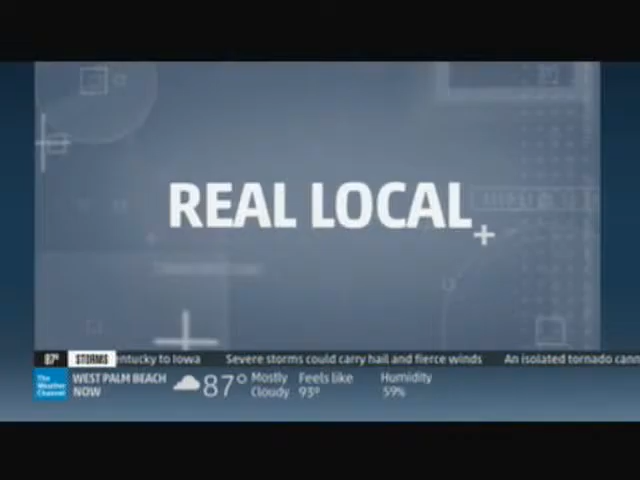 REAL LOCAL
87° STORMS entucky to Iowa Severe storms could carry hail and fierce winds An isolated tornado cann
The
Weather
Channel
WEST PALM BEACH
NOW
87°
Mostly
Cloudy
Feels like
93°
Humidity
59%